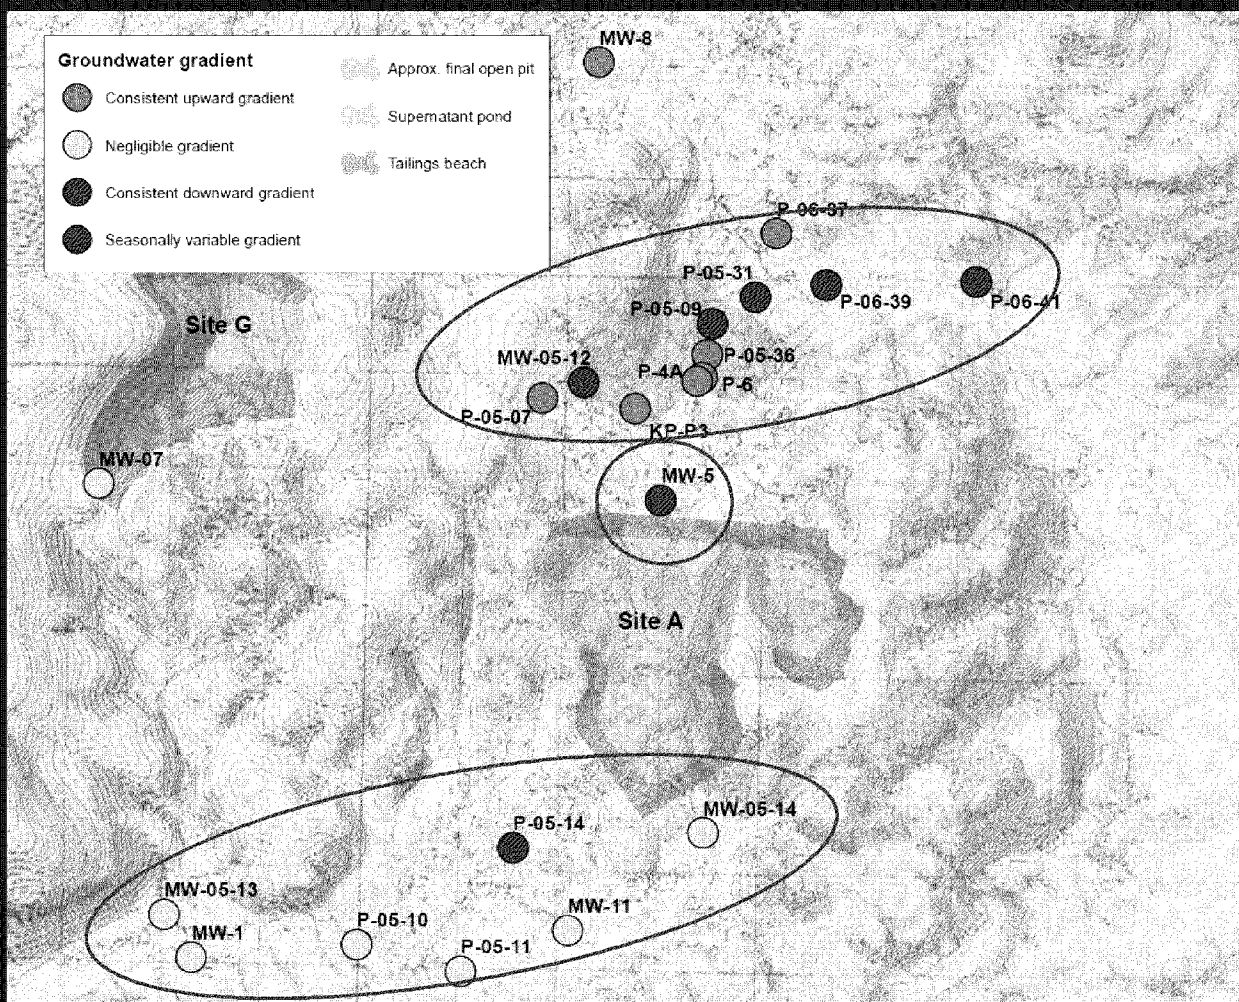 MW-8
Groundwater gradient
Consistent upward gradient
Negligible gradient
Consistent downward gradient
Seasonally variable gradient
Approx. final open pit
Supernatant pond
Tailings beach
P-06-37
P-05-31
P-06-39
P-06-41
P-05-09
Site G
MW-05-12
P-05-36
P-4A
P-6
P-05-07
KP-P3
MW-07
MW-5
Site A
MW-05-14
P-05-14
MW-05-13
MW-11
P-05-10
MW-1
P-05-11